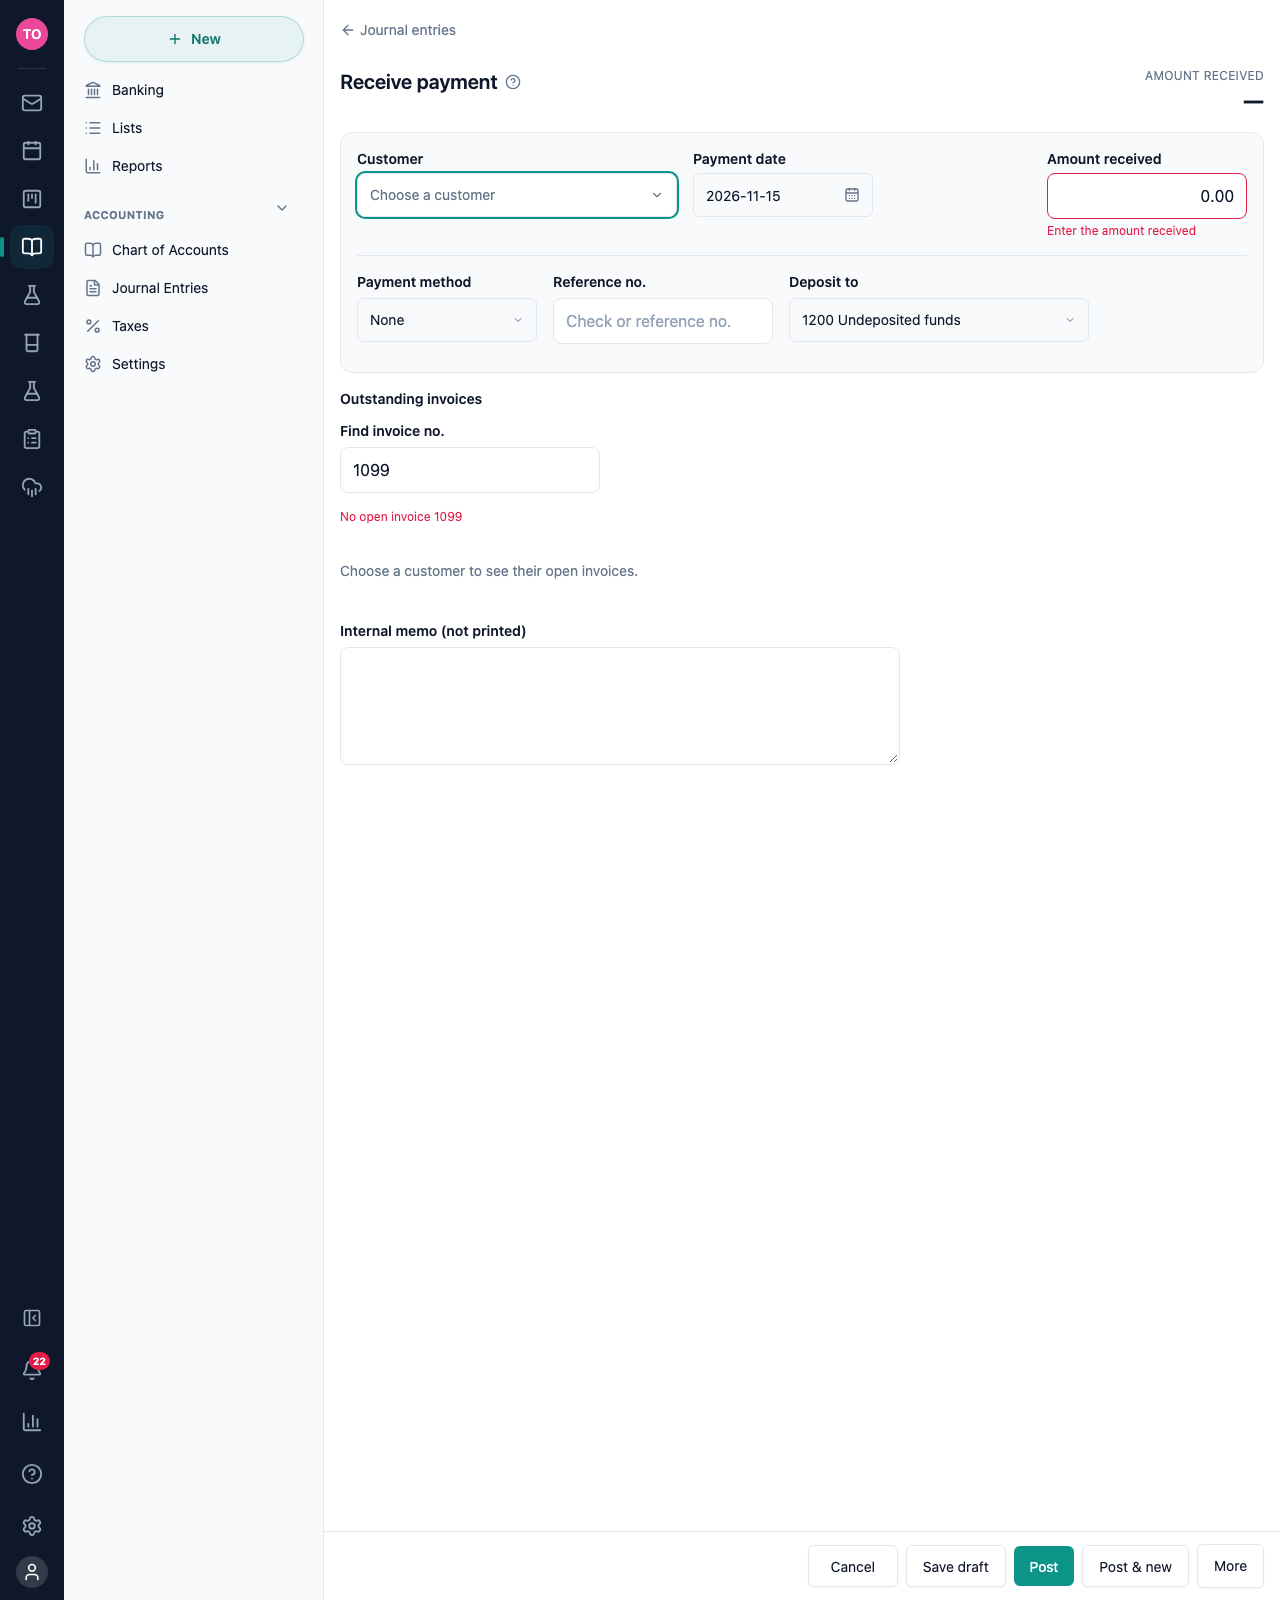 TO
New
Banking
Lists
Reports
ACCOUNTING
Chart of Accounts
Journal Entries
Taxes
Settings
22
Journal entries
Receive payment
AMOUNT RECEIVED
—
Customer
Choose a customer
Payment date
2026-11-15
Amount received
0.00
Enter the amount received
Payment method
None
Reference no.
Check or reference no.
Deposit to
1200 Undeposited funds
Outstanding invoices
Find invoice no.
1099
No open invoice 1099
Choose a customer to see their open invoices.
Internal memo (not printed)
Cancel
Save draft
Post
Post & new
More